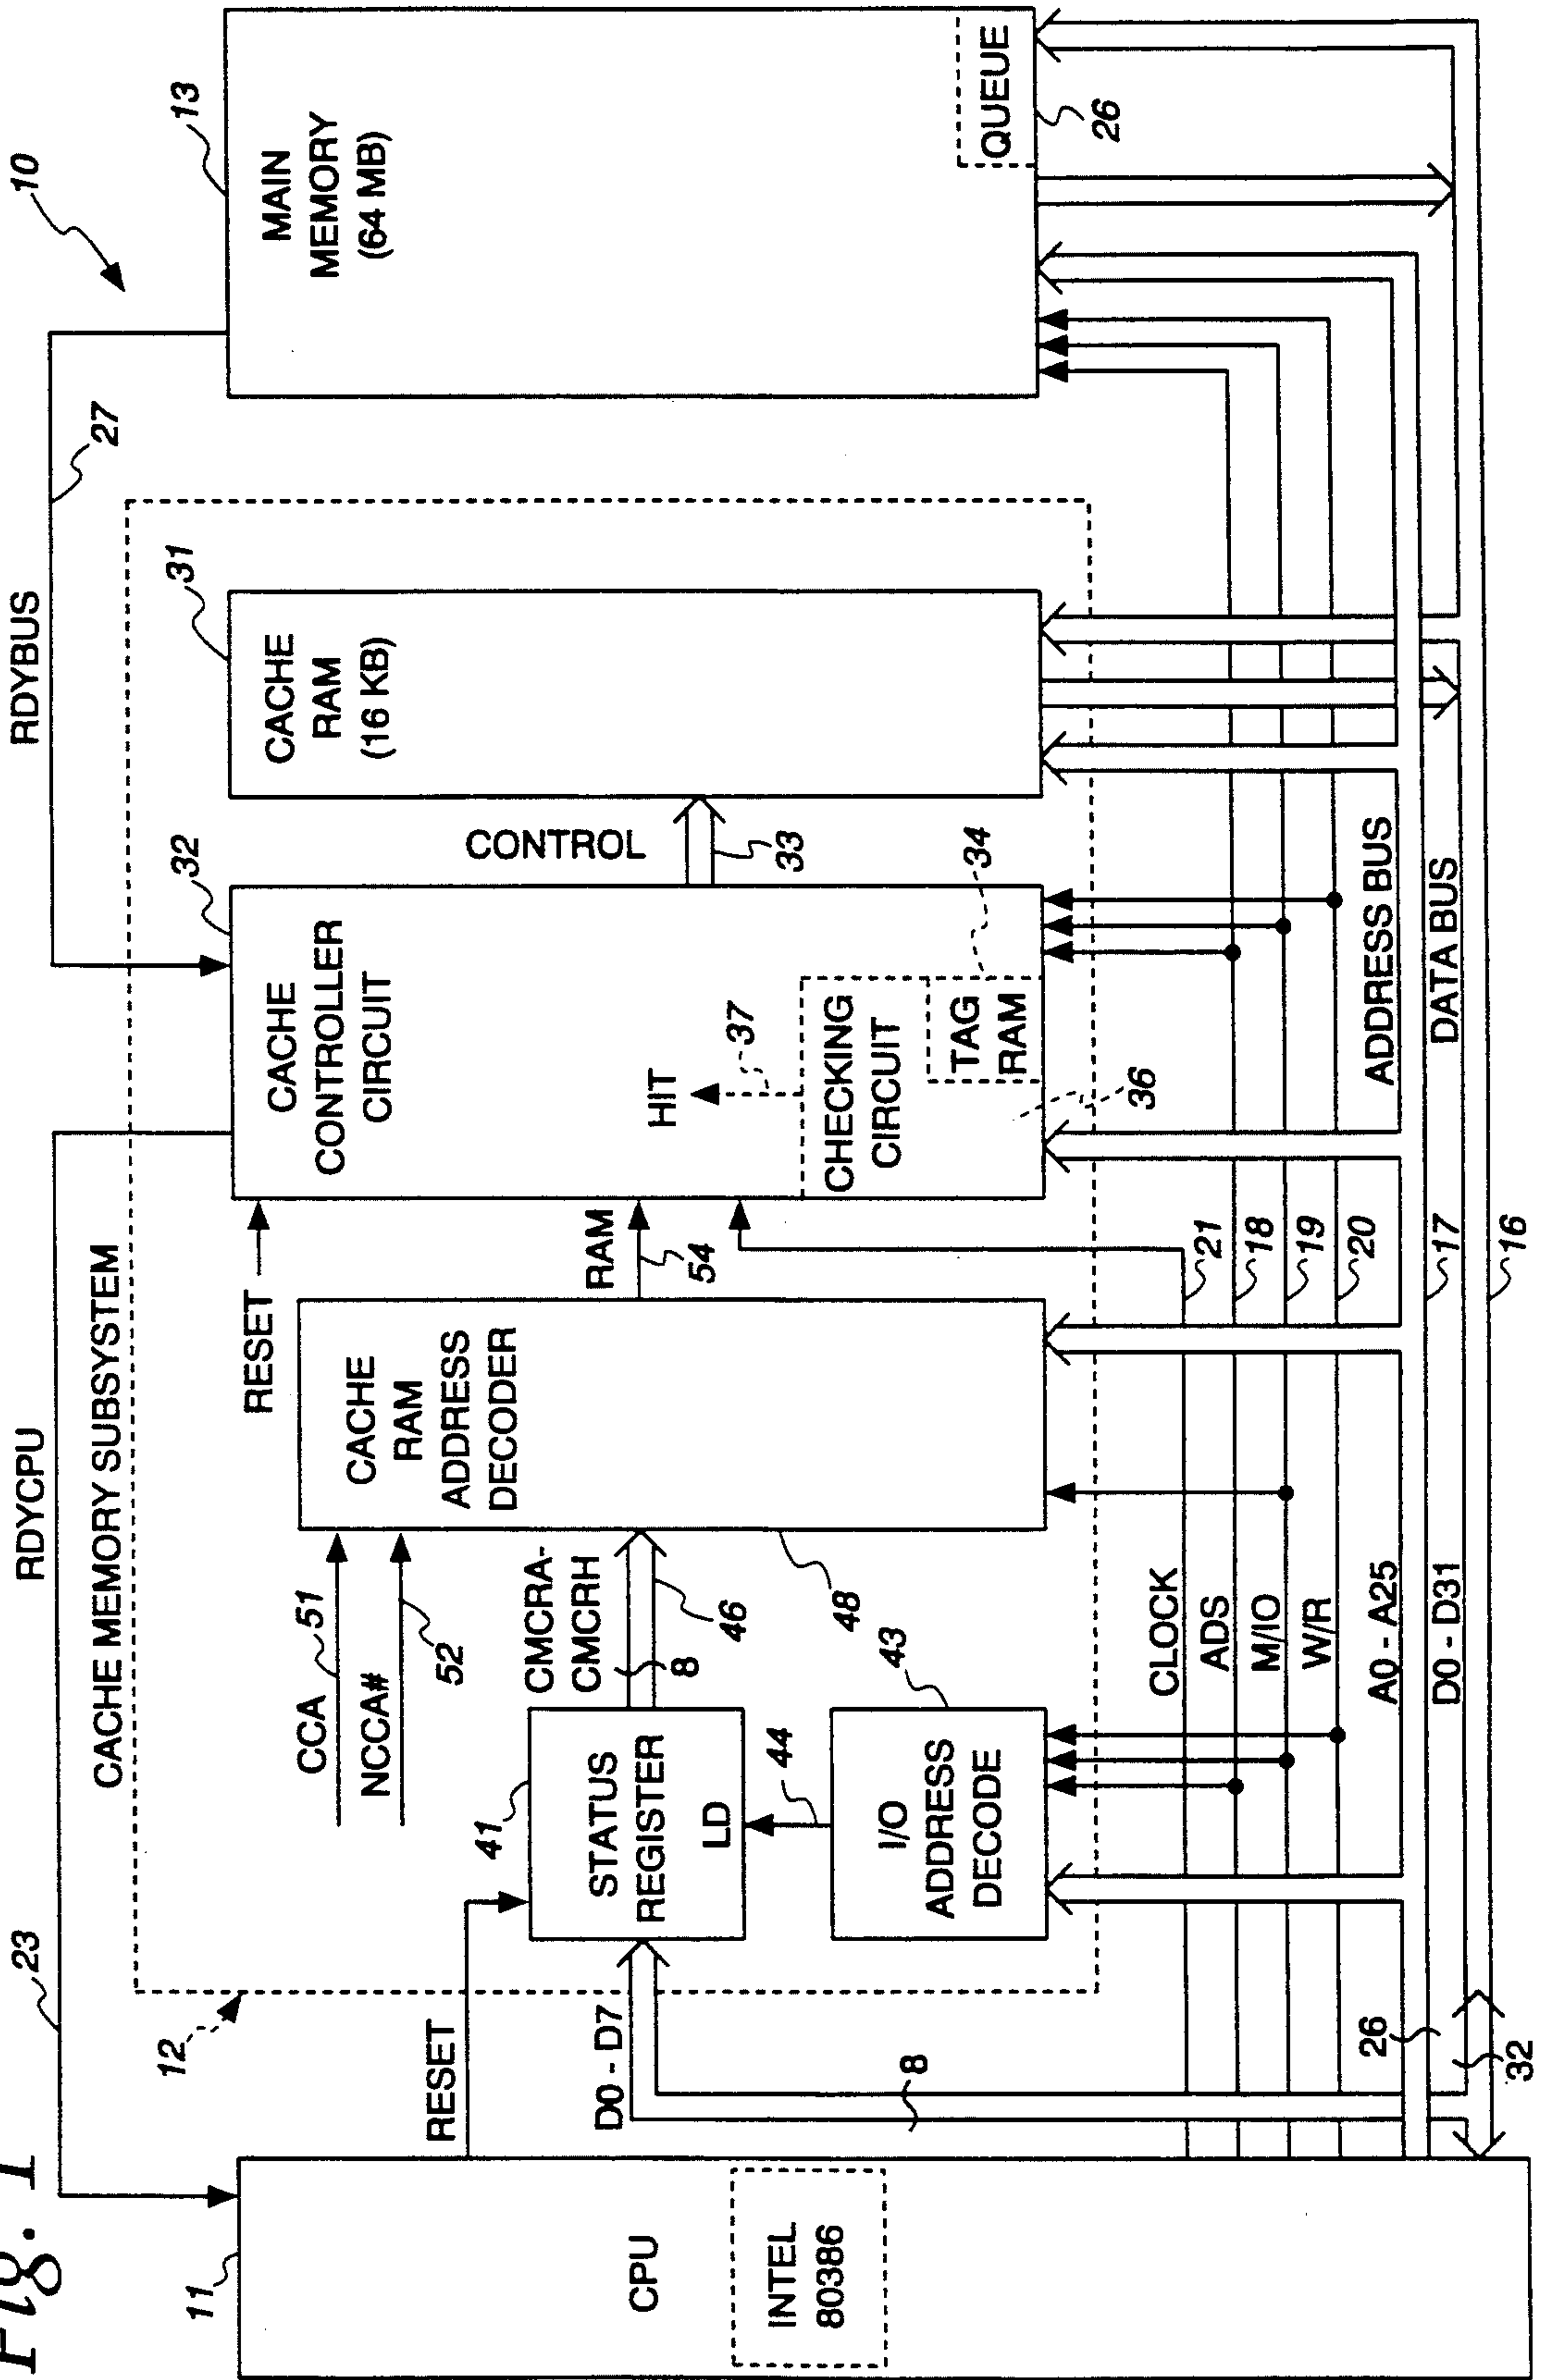 Fig. 1
10
RDYCPU
23
RDYBUS
27
CACHE MEMORY SUBSYSTEM
12
11
CPU
INTEL
80386
RESET
D0 - D7
8
CCA
51
NCCA#
52
41
STATUS
REGISTER
LD
44
43
I/O
ADDRESS
DECODE
CMCRA-
CMCRH
8
46
48
CACHE
RAM
ADDRESS
DECODER
RESET
RAM
54
32
CACHE
CONTROLLER
CIRCUIT
HIT
37
CHECKING
CIRCUIT
TAG
RAM
34
36
CONTROL
33
31
CACHE
RAM
(16 KB)
13
MAIN
MEMORY
(64 MB)
QUEUE
26
CLOCK
21
ADS
18
M/IO
19
W/R
20
A0 - A25
ADDRESS BUS
26
17
D0 - D31
DATA BUS
32
16